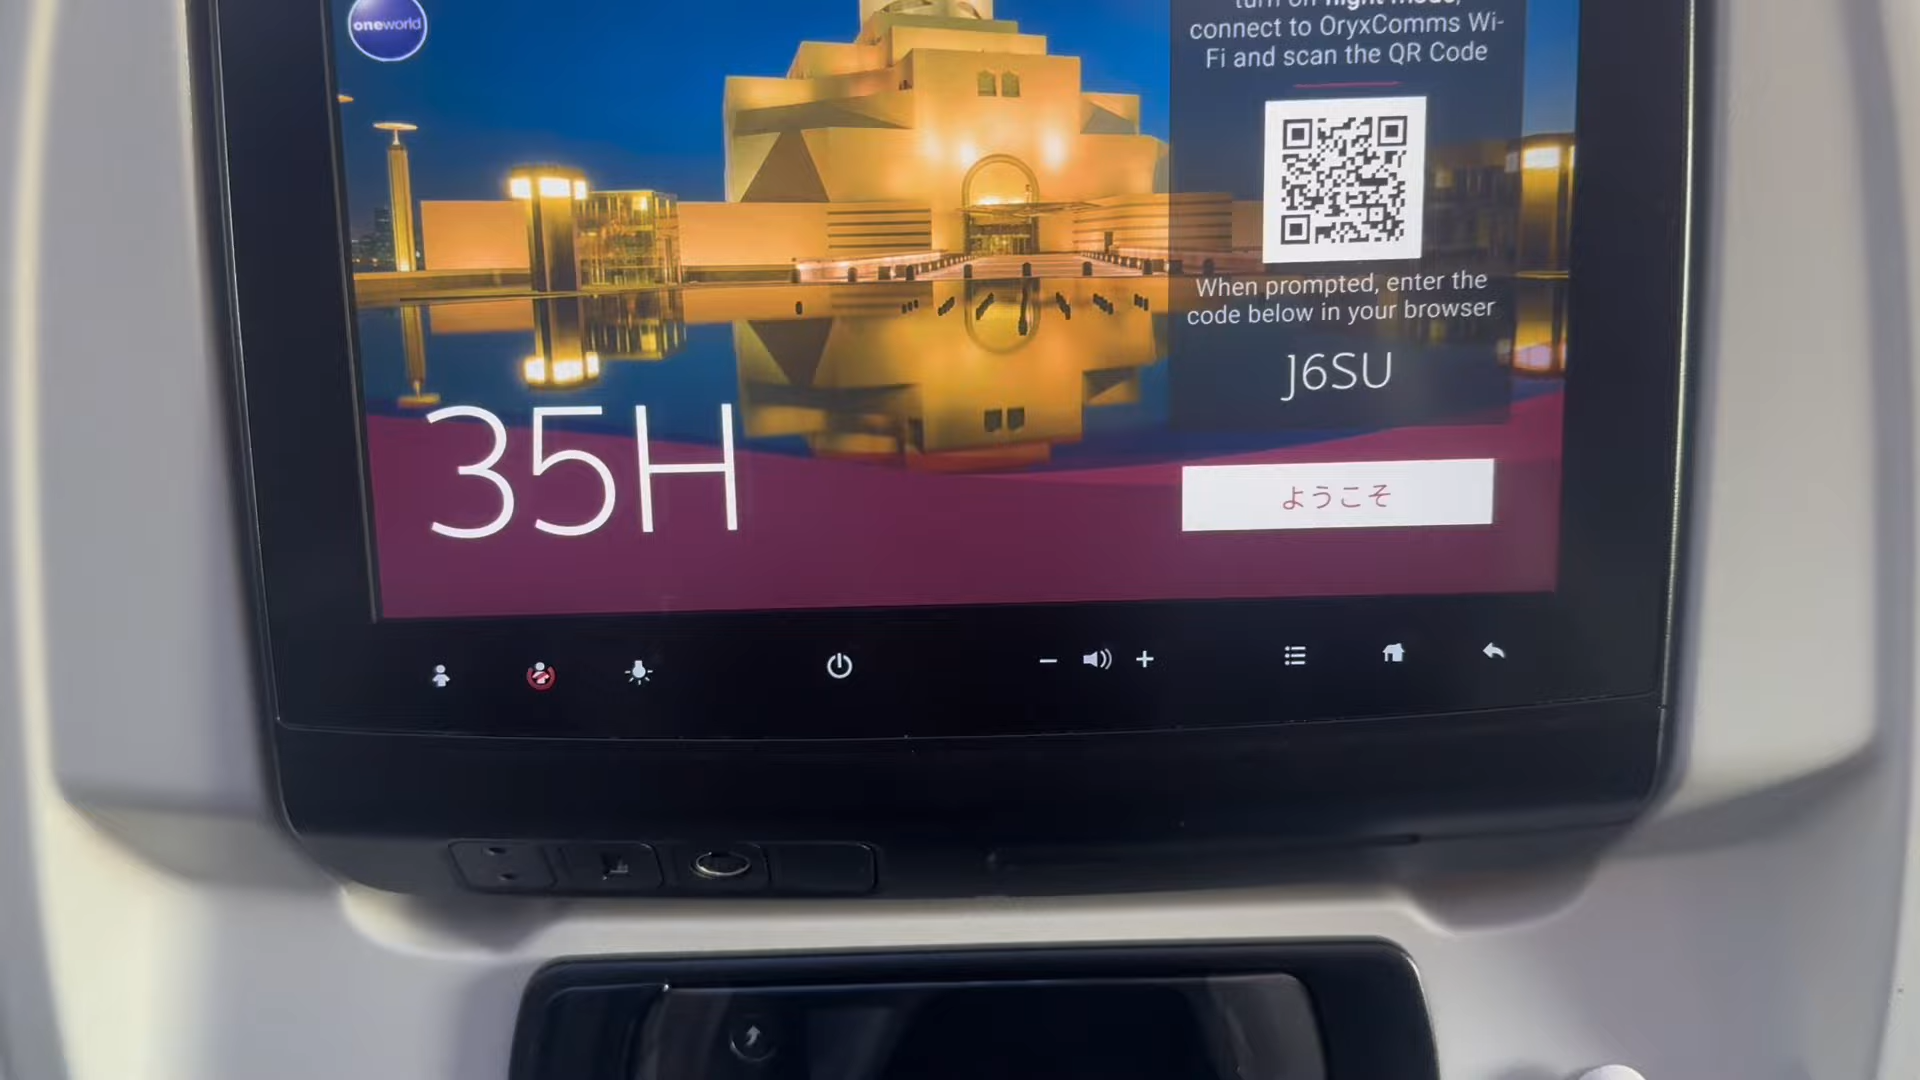 oneworld
turn off flight mode,
connect to OryxComms Wi-
Fi and scan the QR Code
When prompted, enter the
code below in your browser
J6SU
35H
ようこそ